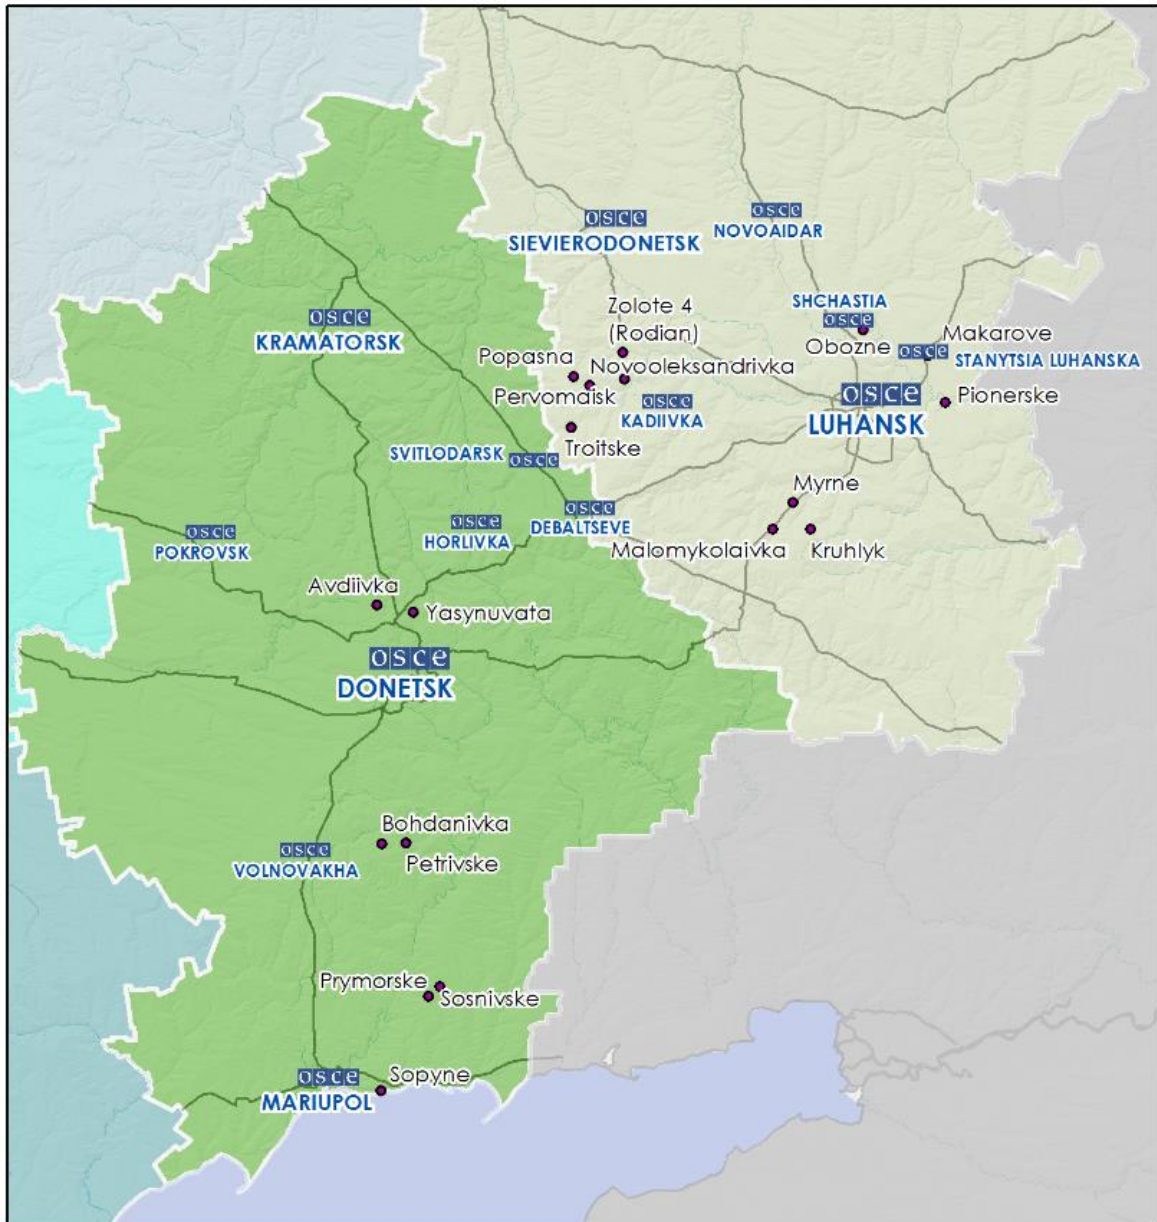 osce
SIEVIERODONETSK
osce
NOVOAIDAR
osce
KRAMATORSK
Zolote 4
(Rodian)
SHCHASTIA
osce
Obozne
Makarove
osce
STANYTSIA LUHANSKA
Popasna
Novooleksandrivka
Pervomaisk
osce
KADIIVKA
osce
LUHANSK
Pionerske
Troitske
SVITLODARSK
osce
Myrne
osce
DEBALTSEVE
osce
HORLIVKA
osce
POKROVSK
Malomykolaivka
Kruhlyk
Avdiivka
Yasynuvata
osce
DONETSK
Bohdanivka
Petrivske
osce
VOLNOVAKHA
Prymorske
Sosnivske
osce
MARIUPOL
Sopyne